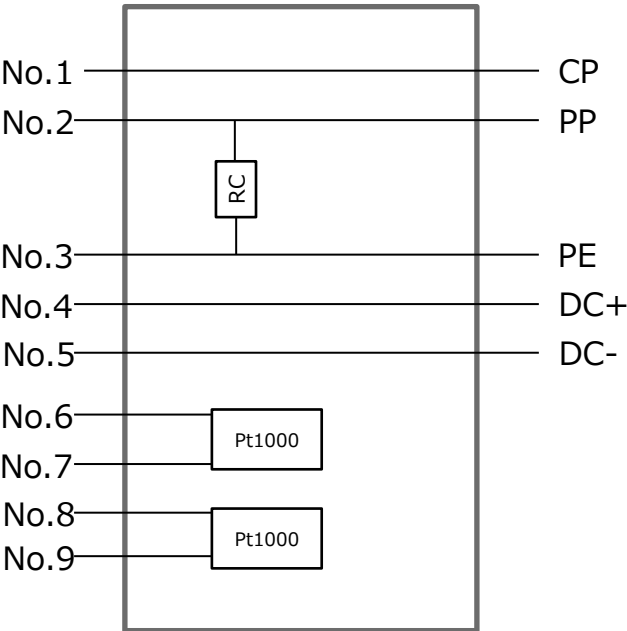 No.1 CP
No.2 PP
RC
No.3 PE
No.4 DC+
No.5 DC-
No.6
Pt1000
No.7
No.8
Pt1000
No.9